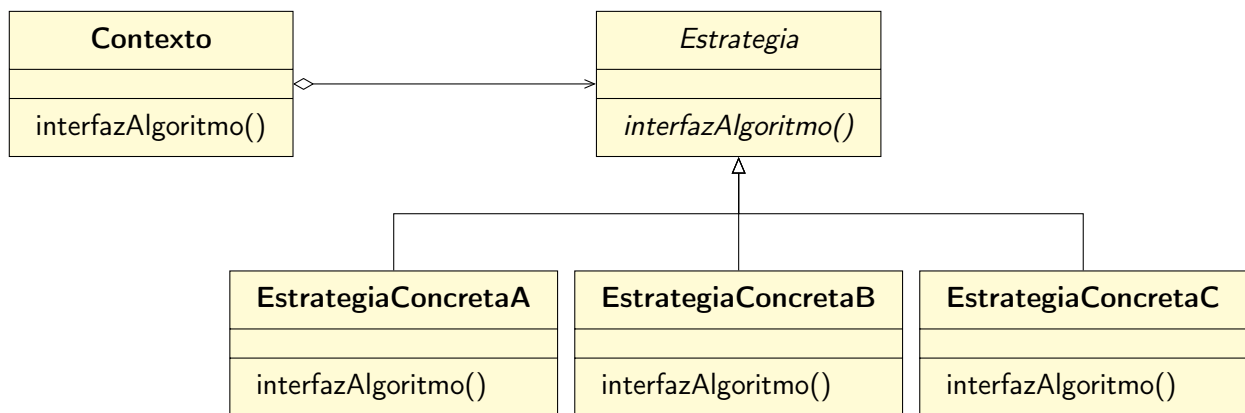 Contexto
interfazAlgoritmo()
Estrategia
interfazAlgoritmo()
EstrategiaConcretaA
interfazAlgoritmo()
EstrategiaConcretaB
interfazAlgoritmo()
EstrategiaConcretaC
interfazAlgoritmo()